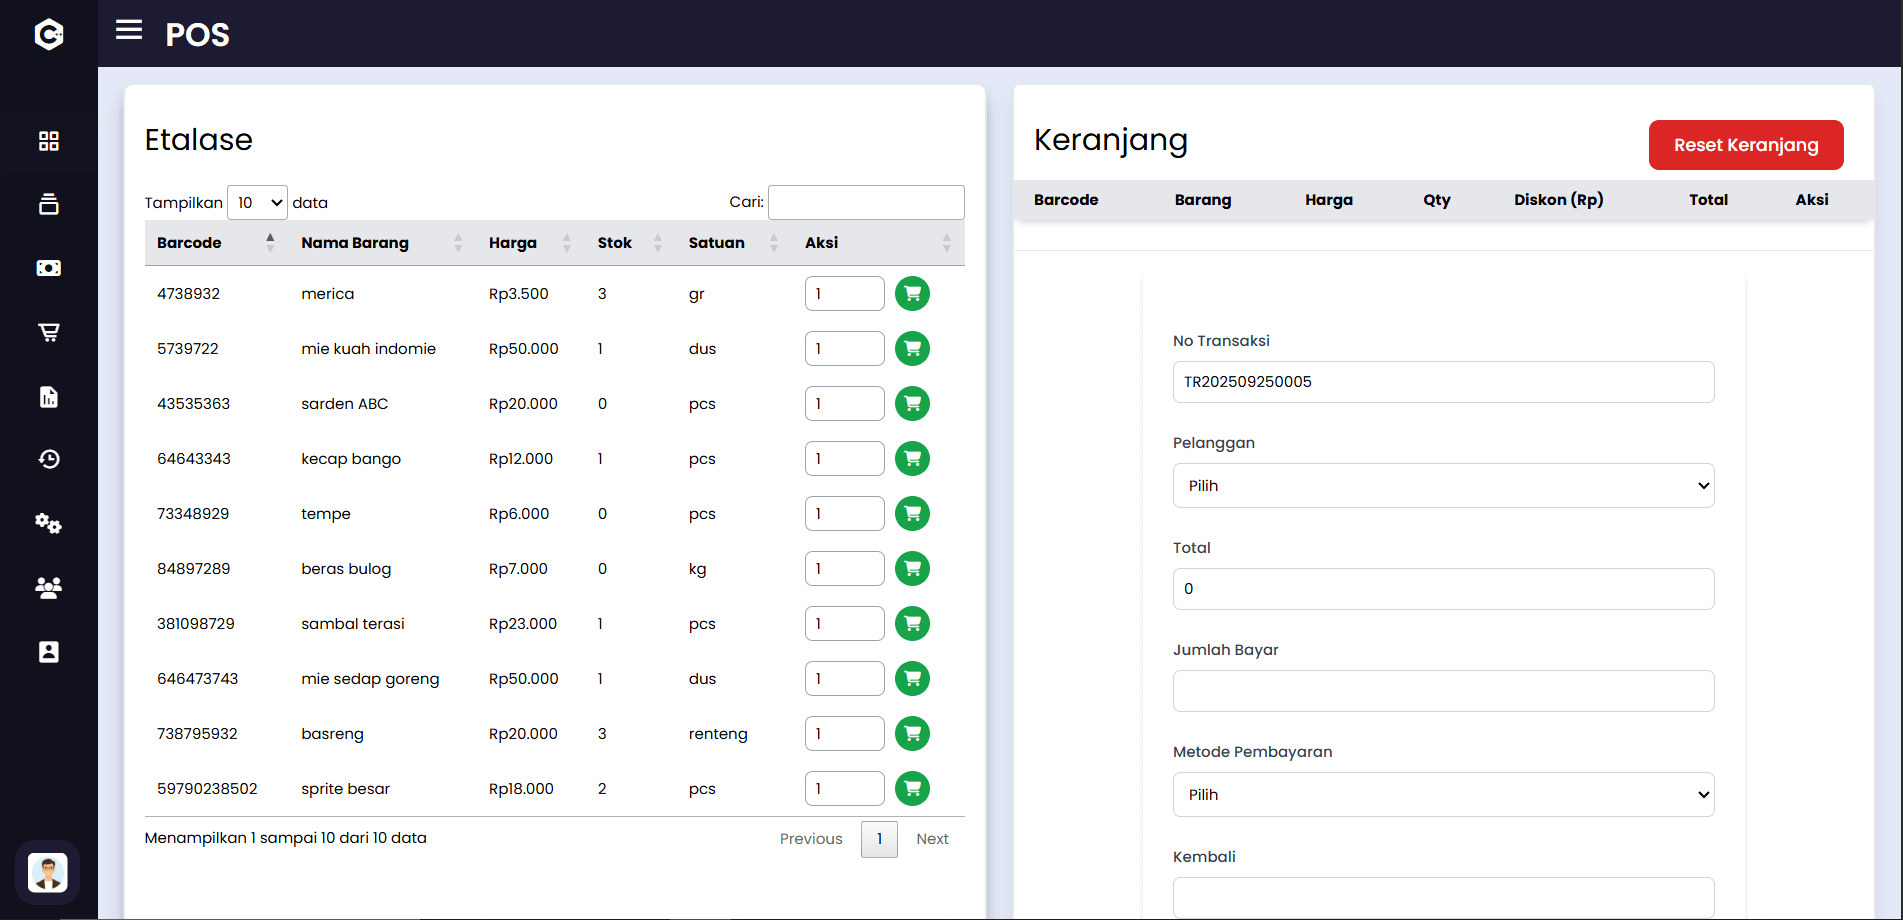 POS
Etalase
Tampilkan 10 data
Cari:
Barcode Nama Barang Harga Stok Satuan Aksi
4738932 merica Rp3.500 3 gr 1
5739722 mie kuah indomie Rp50.000 1 dus 1
43535363 sarden ABC Rp20.000 0 pcs 1
64643343 kecap bango Rp12.000 1 pcs 1
73348929 tempe Rp6.000 0 pcs 1
84897289 beras bulog Rp7.000 0 kg 1
381098729 sambal terasi Rp23.000 1 pcs 1
646473743 mie sedap goreng Rp50.000 1 dus 1
738795932 basreng Rp20.000 3 renteng 1
59790238502 sprite besar Rp18.000 2 pcs 1
Menampilkan 1 sampai 10 dari 10 data
Previous 1 Next
Keranjang
Reset Keranjang
Barcode Barang Harga Qty Diskon (Rp) Total Aksi
No Transaksi
TR202509250005
Pelanggan
Pilih
Total
0
Jumlah Bayar
Metode Pembayaran
Pilih
Kembali